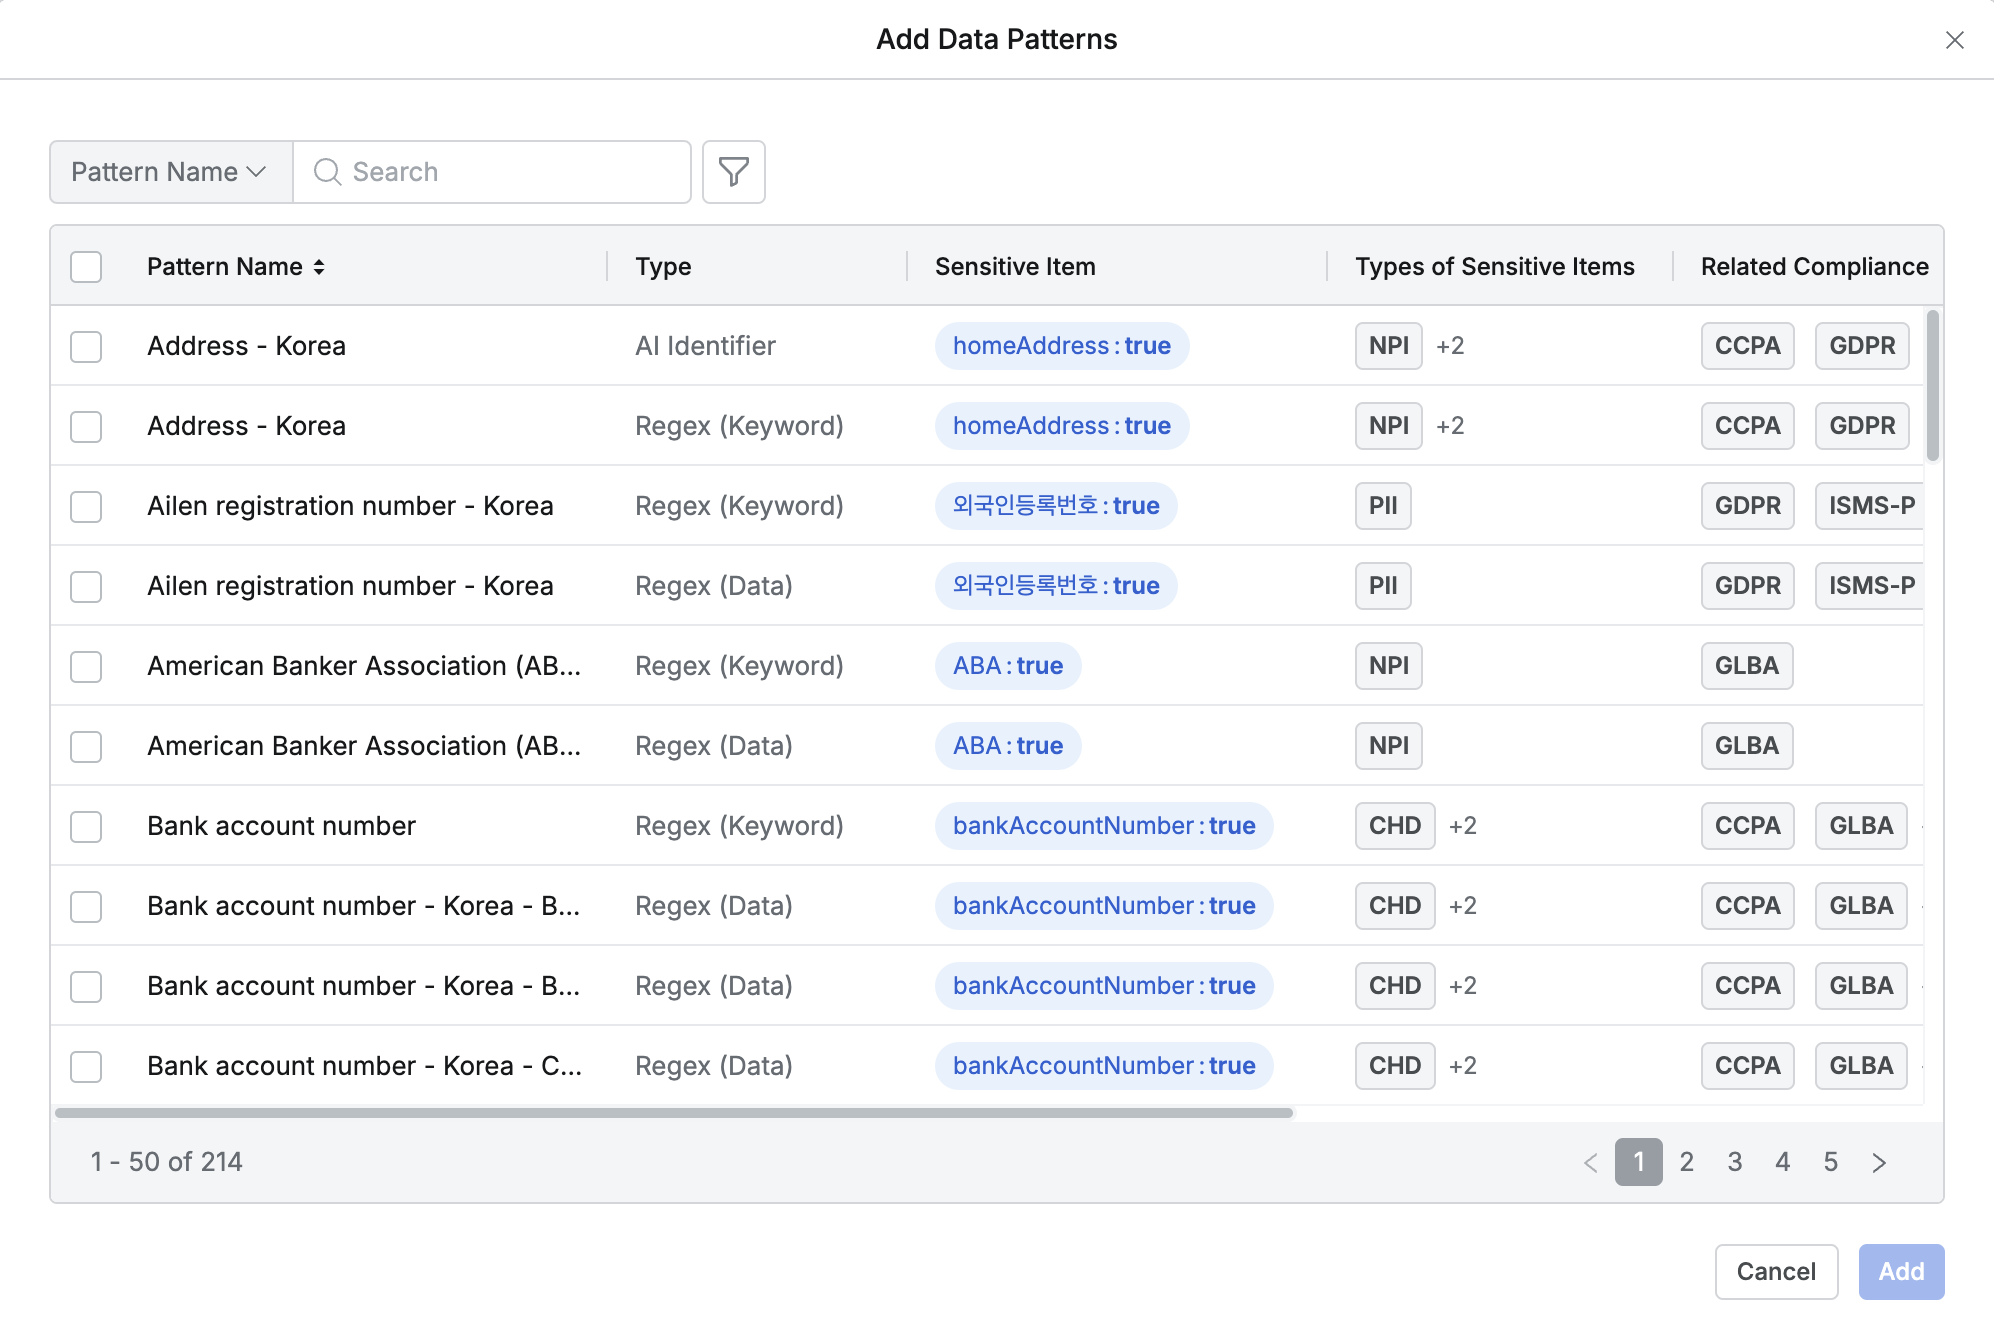 Add Data Patterns
Pattern Name Search
Pattern Name Type Sensitive Item Types of Sensitive Items Related Compliance
Address - Korea AI Identifier homeAddress:true NPI +2 CCPA GDPR
Address - Korea Regex (Keyword) homeAddress:true NPI +2 CCPA GDPR
Ailen registration number - Korea Regex (Keyword) 외국인등록번호:true PII GDPR ISMS-P
Ailen registration number - Korea Regex (Data) 외국인등록번호:true PII GDPR ISMS-P
American Banker Association (AB... Regex (Keyword) ABA:true NPI GLBA
American Banker Association (AB... Regex (Data) ABA:true NPI GLBA
Bank account number Regex (Keyword) bankAccountNumber:true CHD +2 CCPA GLBA
Bank account number - Korea - B... Regex (Data) bankAccountNumber:true CHD +2 CCPA GLBA
Bank account number - Korea - B... Regex (Data) bankAccountNumber:true CHD +2 CCPA GLBA
Bank account number - Korea - C... Regex (Data) bankAccountNumber:true CHD +2 CCPA GLBA
1 - 50 of 214 < 1 2 3 4 5 >
Cancel Add